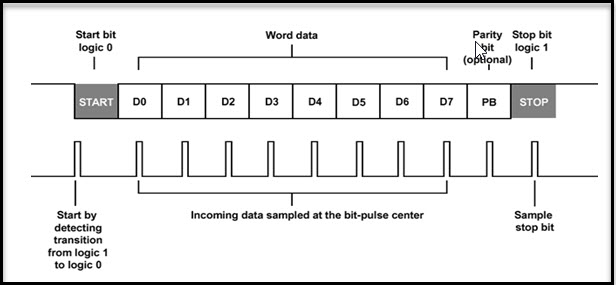 Start bit
logic 0
Word data
Parity
bit
(optional)
Stop bit
logic 1
START D0 D1 D2 D3 D4 D5 D6 D7 PB STOP
Start by
detecting
transition
from logic 1
to logic 0
Incoming data sampled at the bit-pulse center
Sample
stop bit